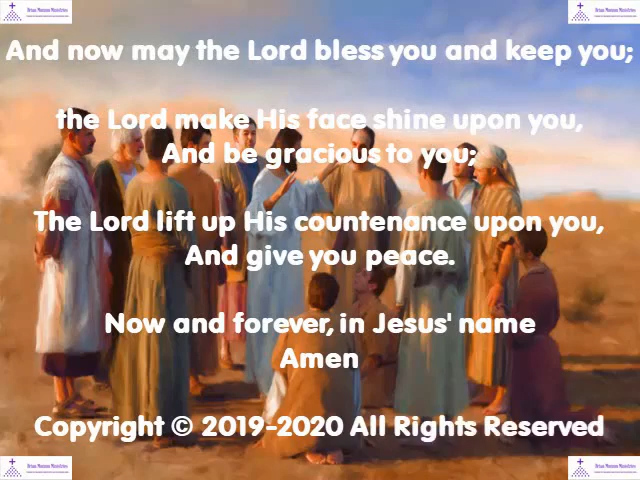 And now may the Lord bless you and keep you;
the Lord make His face shine upon you,
And be gracious to you;
The Lord lift up His countenance upon you,
And give you peace.
Now and forever, in Jesus' name
Amen
Copyright © 2019-2020 All Rights Reserved